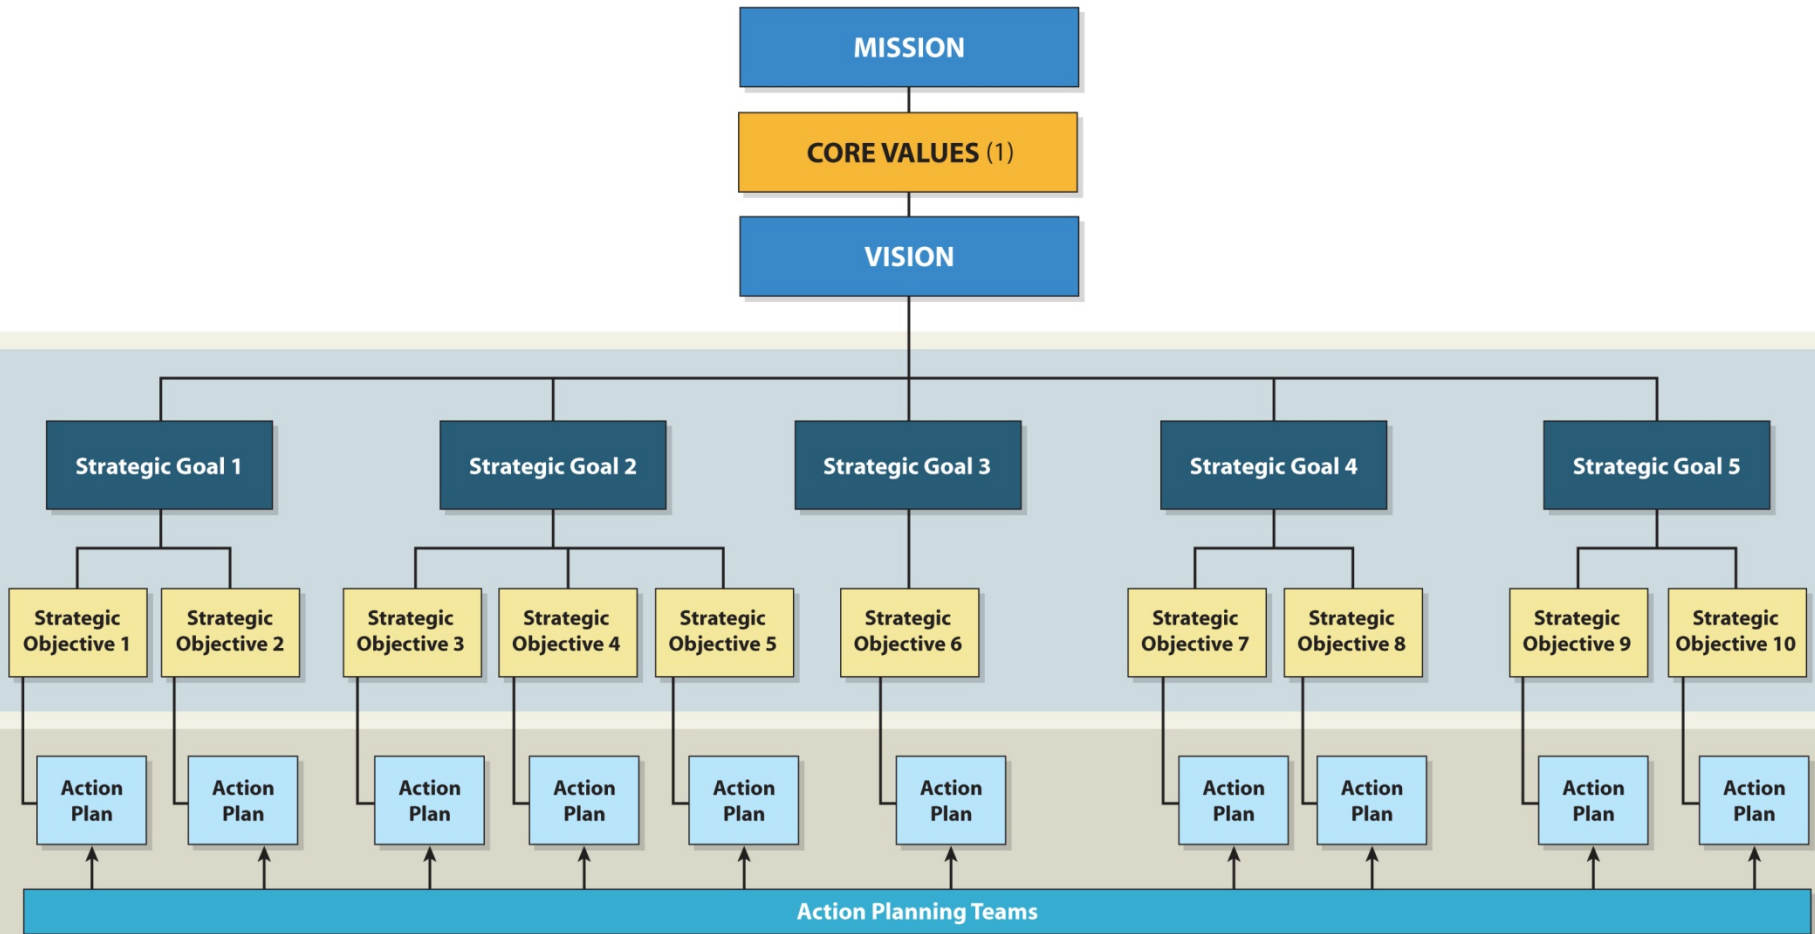 MISSION
CORE VALUES (1)
VISION
Strategic Goal 1
Strategic Goal 2
Strategic Goal 3
Strategic Goal 4
Strategic Goal 5
Strategic
Objective 1
Strategic
Objective 2
Strategic
Objective 3
Strategic
Objective 4
Strategic
Objective 5
Strategic
Objective 6
Strategic
Objective 7
Strategic
Objective 8
Strategic
Objective 9
Strategic
Objective 10
Action
Plan
Action
Plan
Action
Plan
Action
Plan
Action
Plan
Action
Plan
Action
Plan
Action
Plan
Action
Plan
Action
Plan
Action Planning Teams